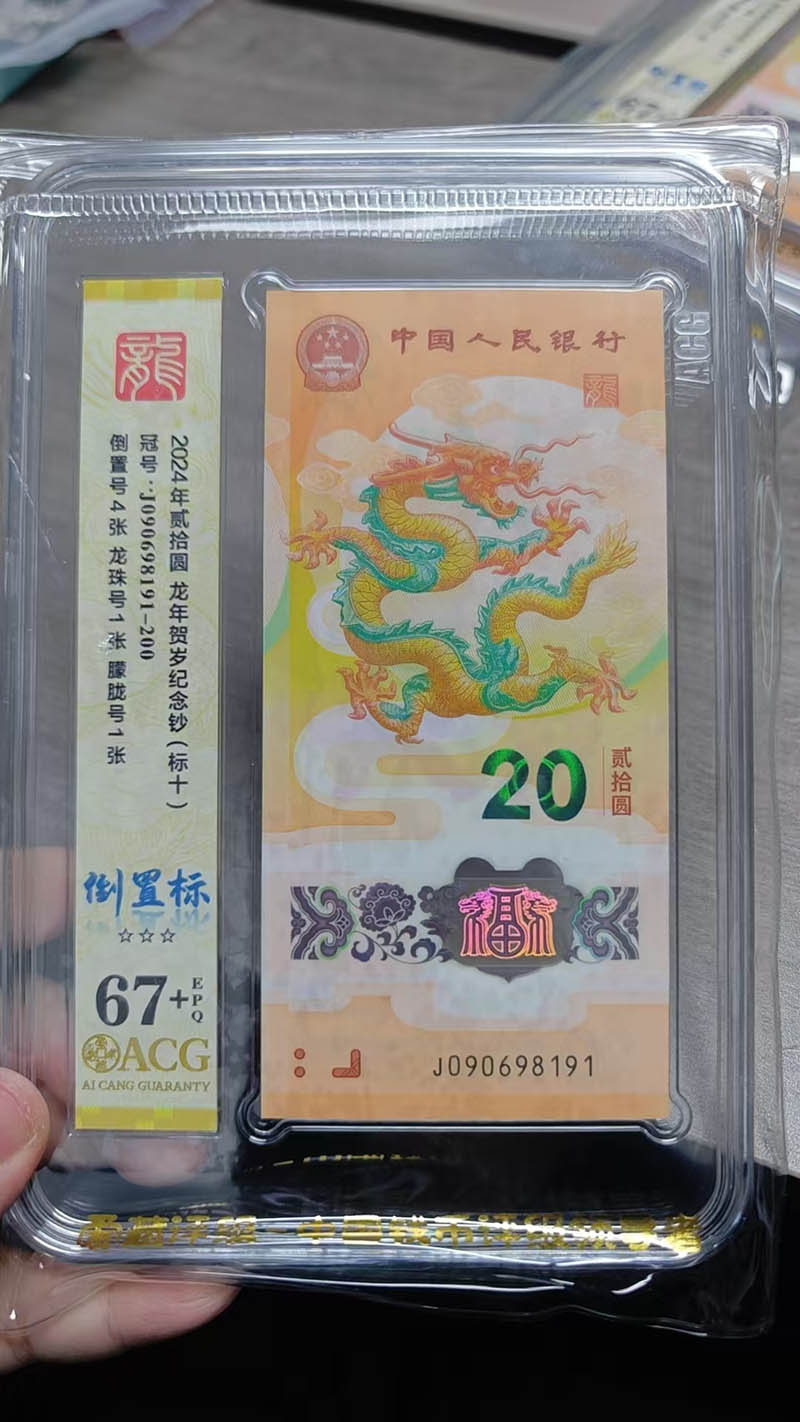 龍
2024年贰拾圆 龙年贺岁纪念钞(标十)
冠号:J090698191-200
倒置号4张 龙珠号1张 朦胧号1张
倒置标
☆☆☆
67+
EPQ
ACG
AI CANG GUARANTY
中国人民银行
龍
20
贰拾圆
福
J090698191
ACG
67